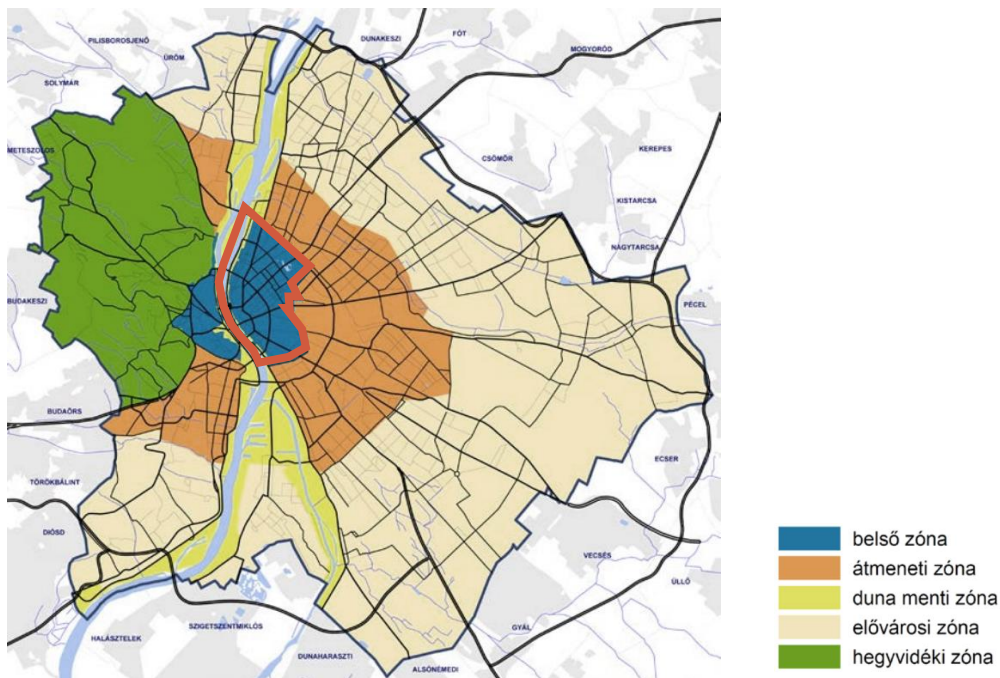 PILISBOROSJENŐ
ÜRÖM
DUNAKESZI
FÓT
MOGYORÓD
SOLYMÁR
CSÖMÖR
KEREPES
KISTARCSA
NAGYTARCSA
BUDAKESZI
PÉCEL
BUDAÖRS
ECSER
TÖRÖKBÁLINT
DIÓSD
VECSÉS
ÜLLŐ
HALÁSZTELEK
SZIGETSZENTMIKLÓS
DUNAHARASZTI
ALSÓNÉMEDI
GYÁL
belső zóna
átmeneti zóna
duna menti zóna
elővárosi zóna
hegyvidéki zóna